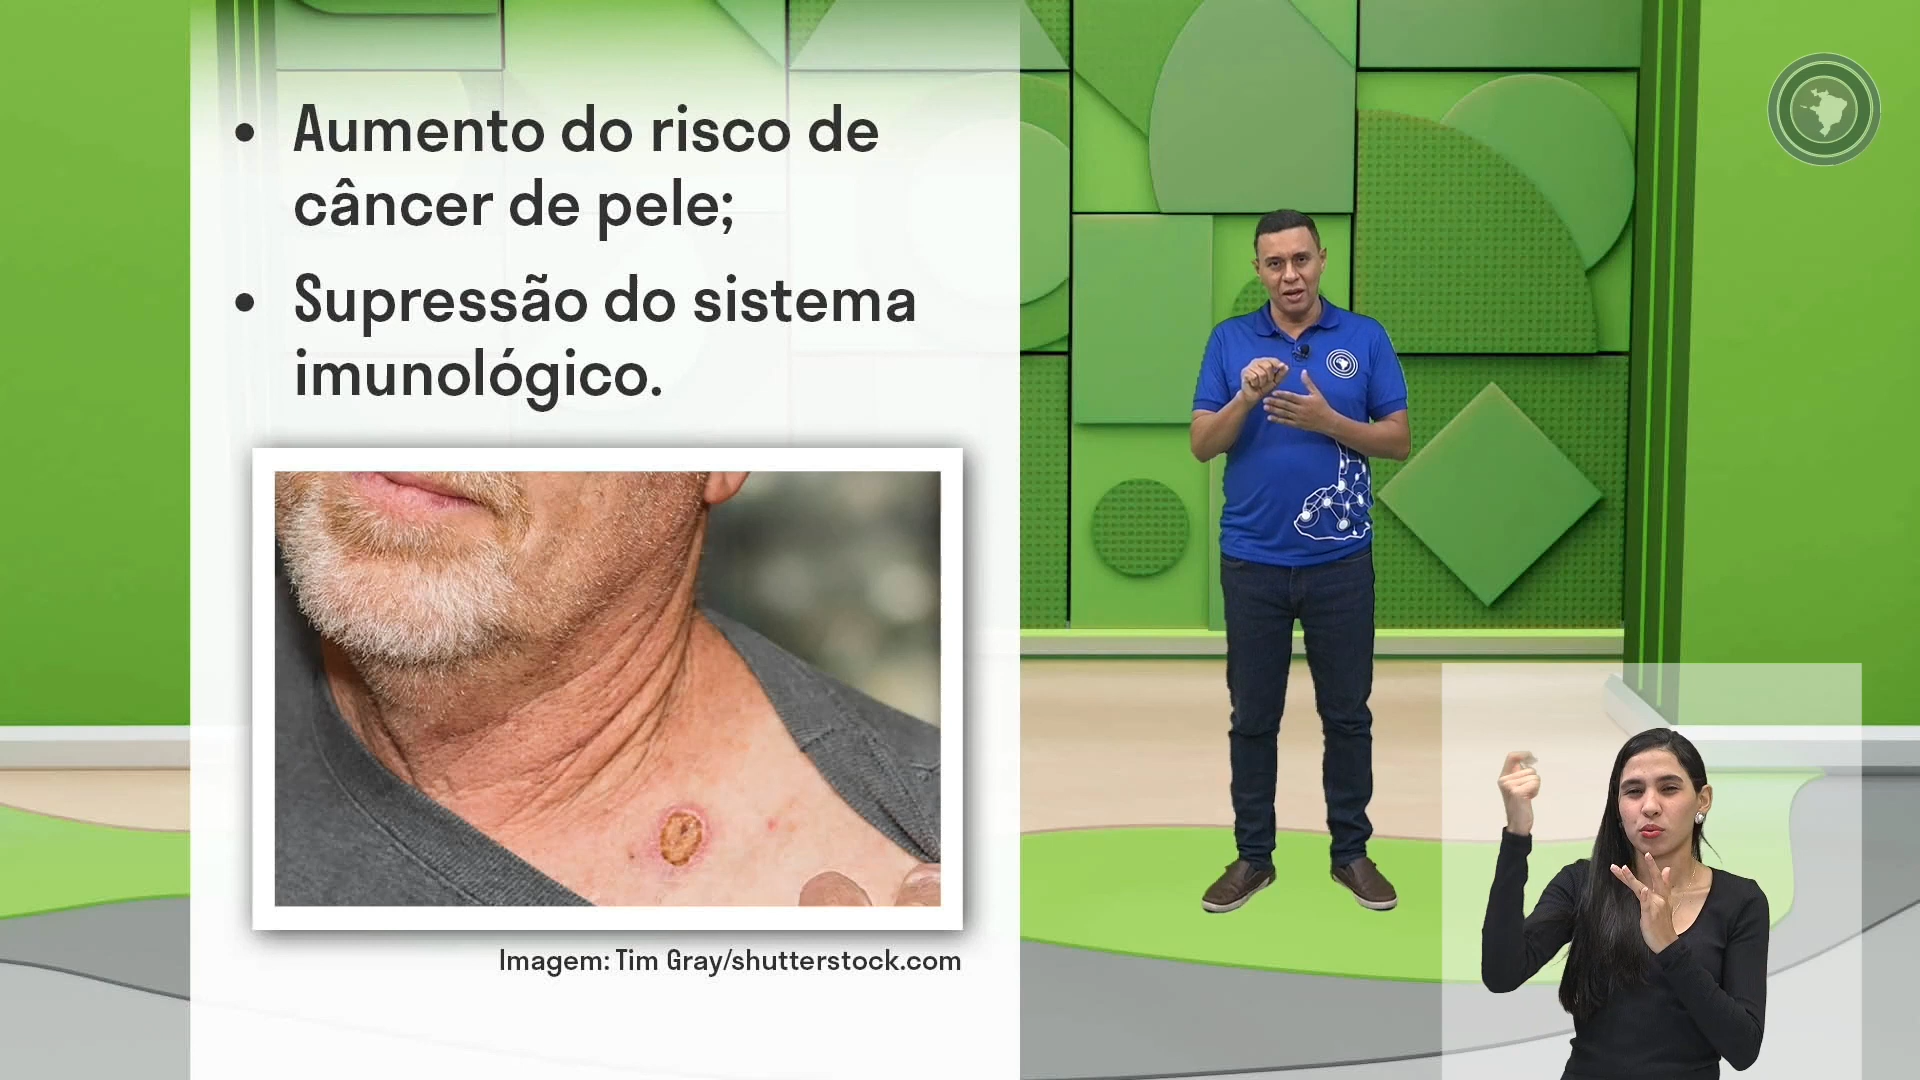 • Aumento do risco de
câncer de pele;
• Supressão do sistema
imunológico.
Imagem: Tim Gray/shutterstock.com